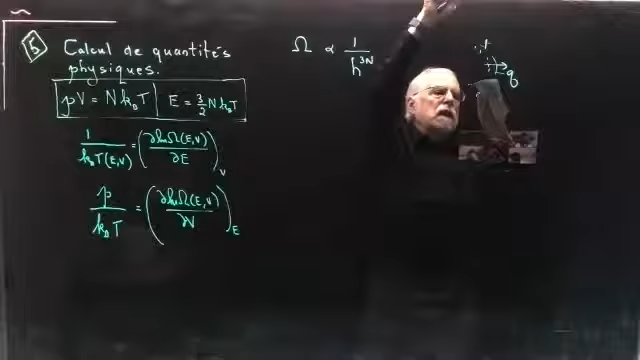 5 Calcul de quantités
physiques.
pV = N k_B T | E = 3/2 N k_B T
1/(k_B T(E,V)) = (∂lnΩ(E,V)/∂E)_V
p/(k_B T) = (∂lnΩ(E,V)/∂V)_E
Ω ∝ 1/h^{3N}
q